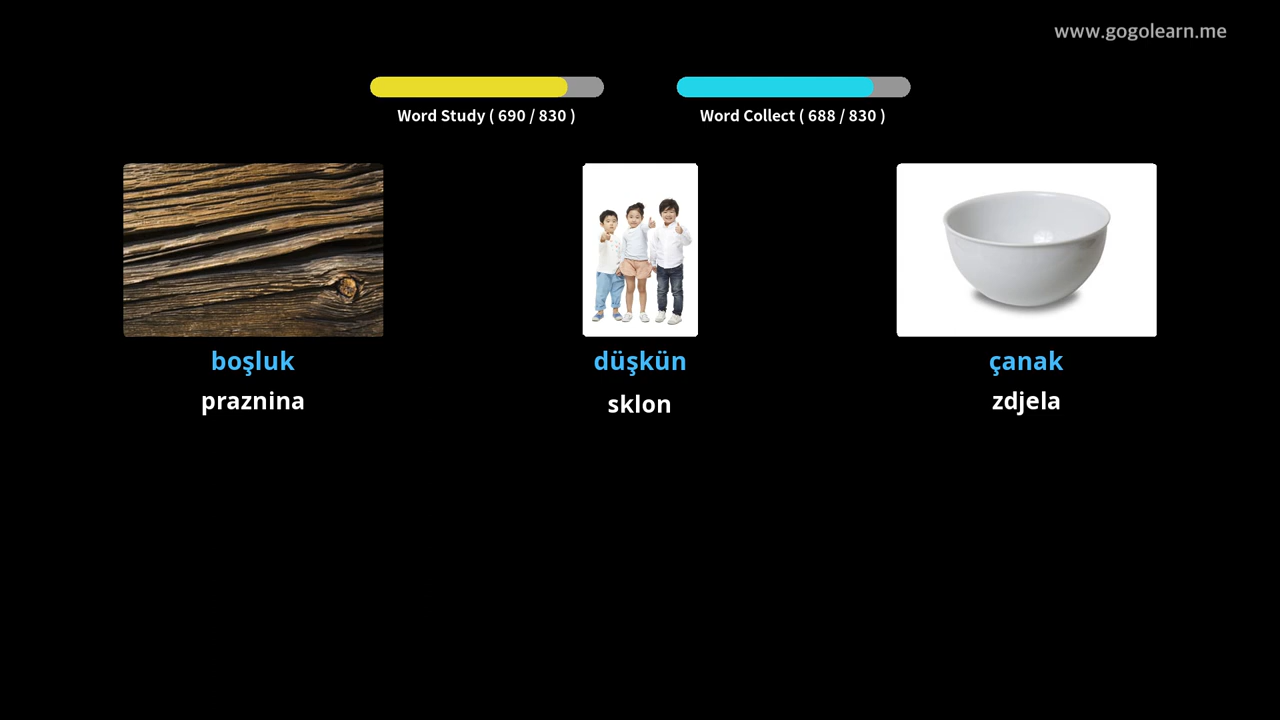 www.gogolearn.me
Word Study ( 690 / 830 )
Word Collect ( 688 / 830 )
boşluk
praznina
düşkün
sklon
çanak
zdjela